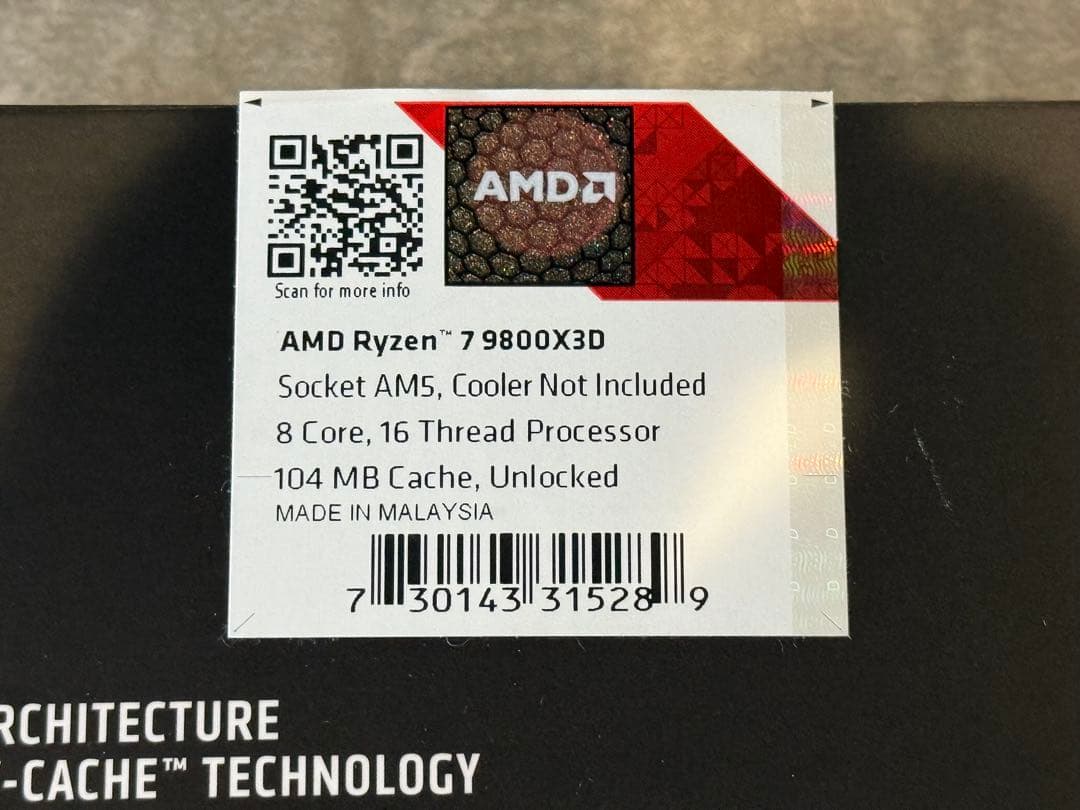 AMD
Scan for more info
AMD Ryzen™ 7 9800X3D
Socket AM5, Cooler Not Included
8 Core, 16 Thread Processor
104 MB Cache, Unlocked
MADE IN MALAYSIA
7 30143 31528 9
RCHITECTURE
-CACHE™ TECHNOLOGY